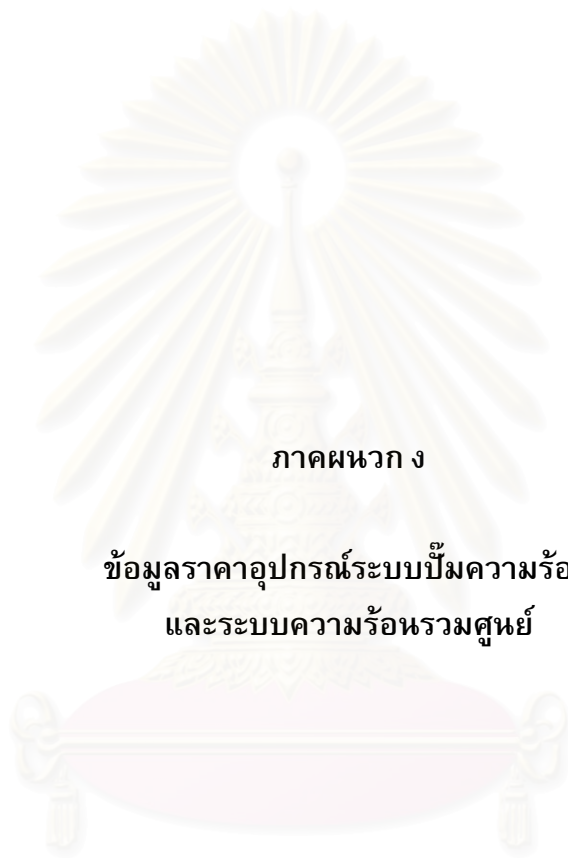 ภาคผนวก ง
ข้อมูลราคาอุปกรณ์ระบบปั๊มความร้อ
และระบบความร้อนรวมศูนย์